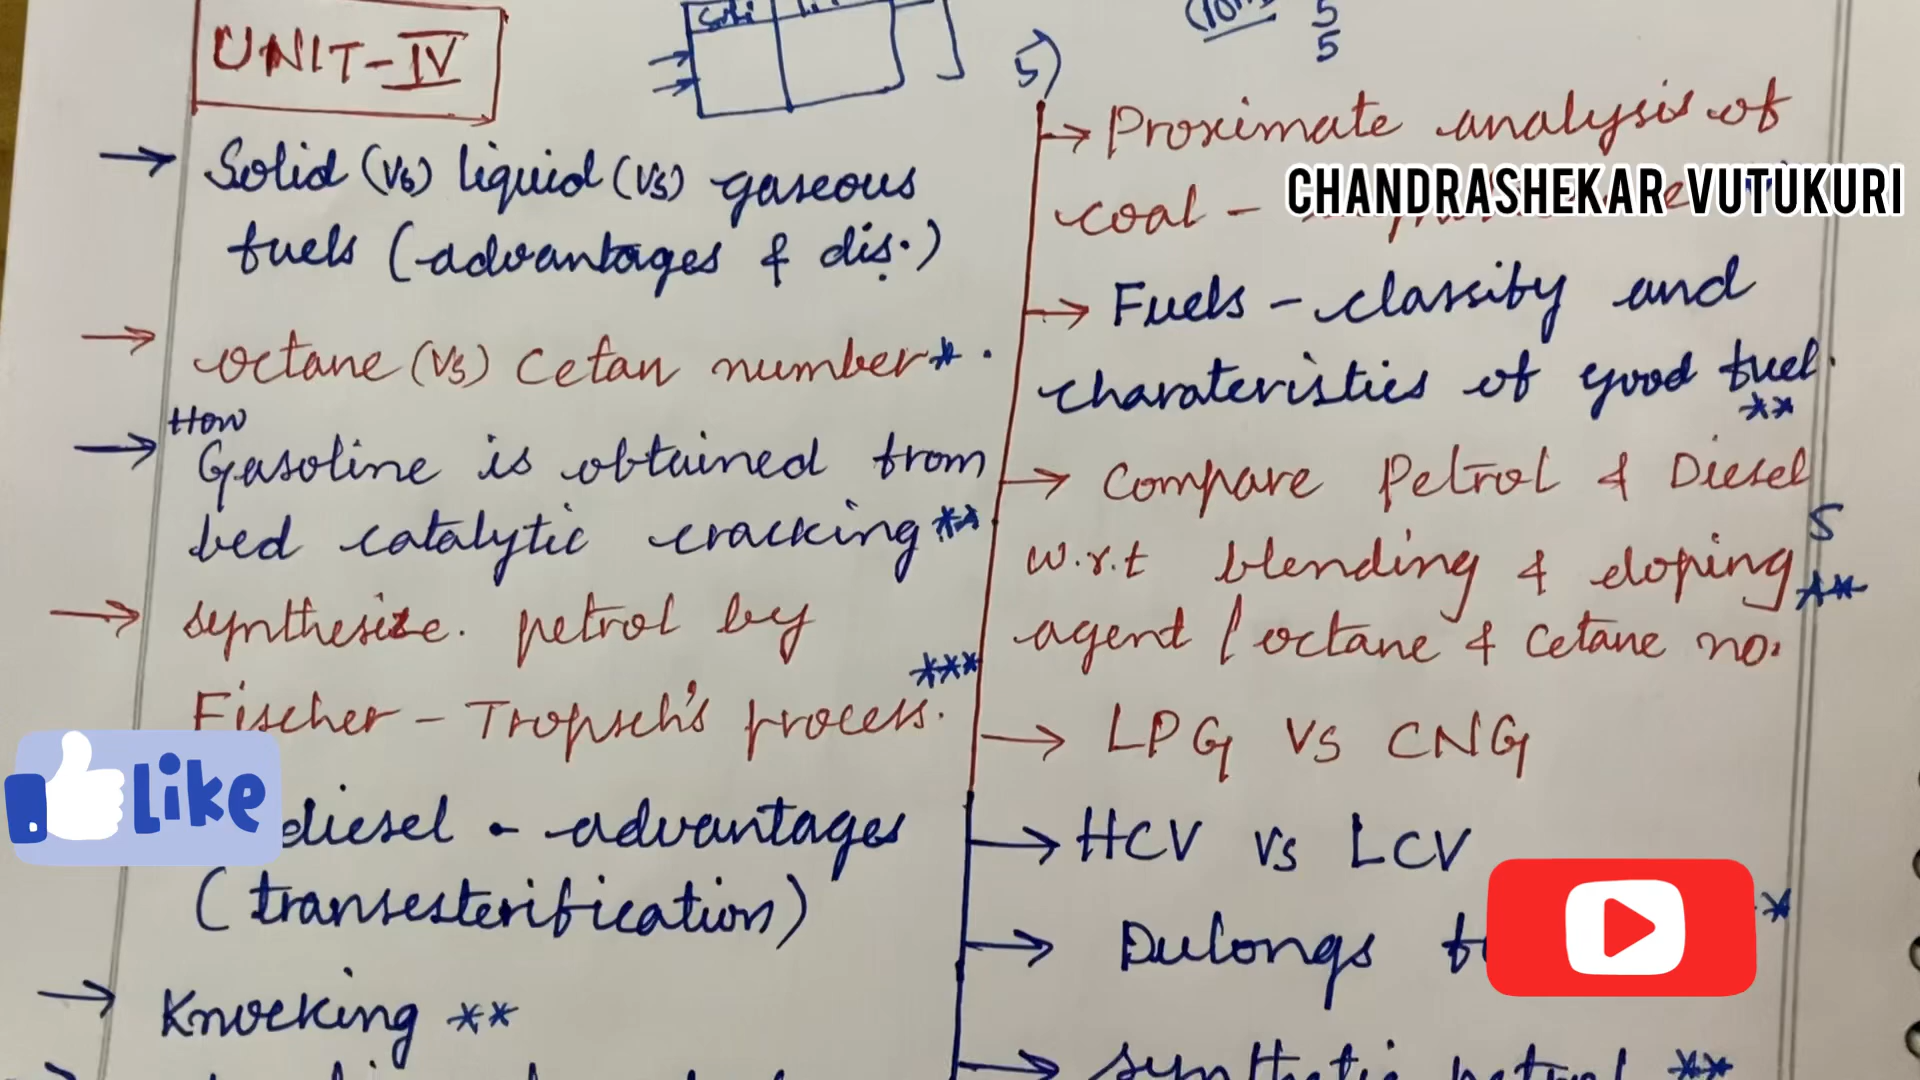 UNIT-IV
Solid (Vs) liquid (Vs) gaseous
fuels (advantages & dis.)
octane (Vs) Cetan number *.
How
Gasoline is obtained from
bed catalytic cracking **
synthesize. petrol by
Fischer - Tropsch's process. ***
diesel - advantages
(transesterification)
Knocking **
5
5
5)
Proximate analysis of
coal -
CHANDRASHEKAR VUTUKURI
Fuels - classify and
charateristics of good fuel.
**
Compare Petrol & Diesel
S
w.r.t blending & doping **
agent / octane & Cetane no.
LPG VS CNG
HCV Vs LCV
Dulongs *
synthetic petrol **
Like